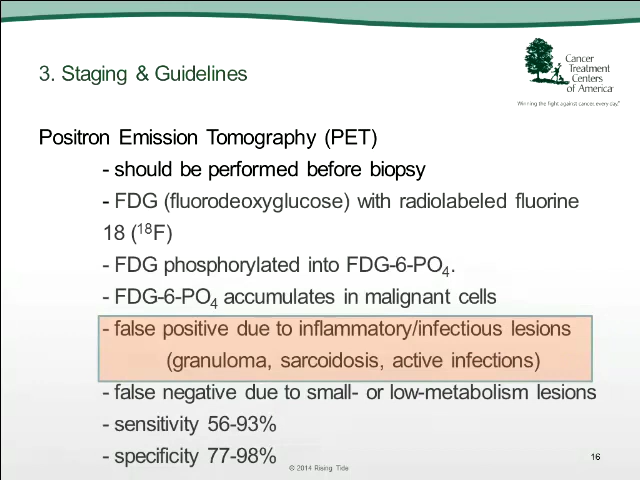 3. Staging & Guidelines
Cancer
Treatment
Centers
of America
Winning the fight against cancer, every day.®
Positron Emission Tomography (PET)
- should be performed before biopsy
- FDG (fluorodeoxyglucose) with radiolabeled fluorine
18 (¹⁸F)
- FDG phosphorylated into FDG-6-PO₄.
- FDG-6-PO₄ accumulates in malignant cells
- false positive due to inflammatory/infectious lesions
(granuloma, sarcoidosis, active infections)
- false negative due to small- or low-metabolism lesions
- sensitivity 56-93%
- specificity 77-98%
16
© 2014 Rising Tide